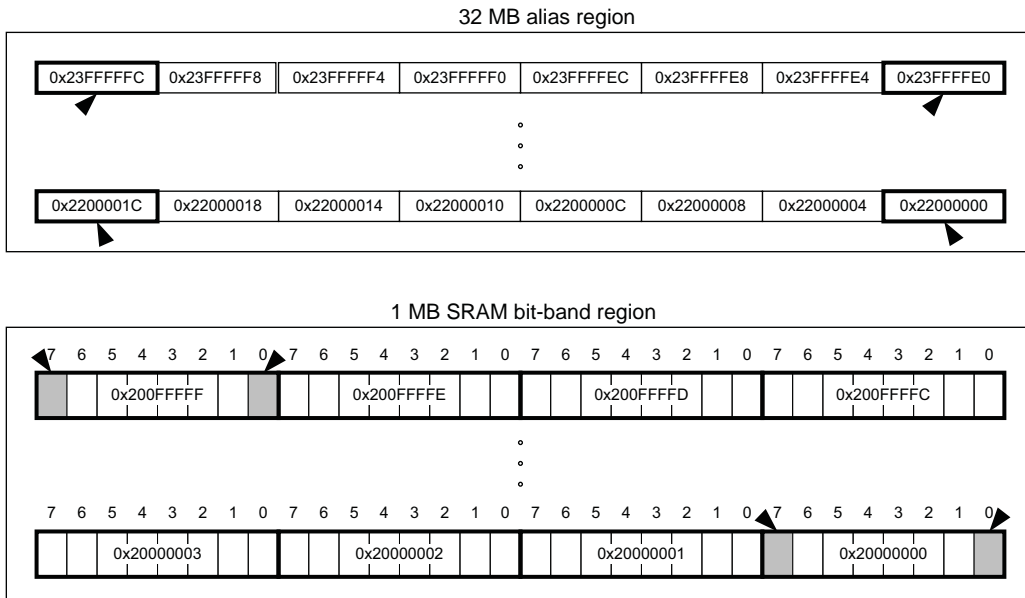 32 MB alias region
0x23FFFFFC 0x23FFFFF8 0x23FFFFF4 0x23FFFFF0 0x23FFFFEC 0x23FFFFE8 0x23FFFFE4 0x23FFFFE0
0x2200001C 0x22000018 0x22000014 0x22000010 0x2200000C 0x22000008 0x22000004 0x22000000
1 MB SRAM bit-band region
7 6 5 4 3 2 1 0 7 6 5 4 3 2 1 0 7 6 5 4 3 2 1 0 7 6 5 4 3 2 1 0
0x200FFFFF 0x200FFFFE 0x200FFFFD 0x200FFFFC
7 6 5 4 3 2 1 0 7 6 5 4 3 2 1 0 7 6 5 4 3 2 1 0 7 6 5 4 3 2 1 0
0x20000003 0x20000002 0x20000001 0x20000000